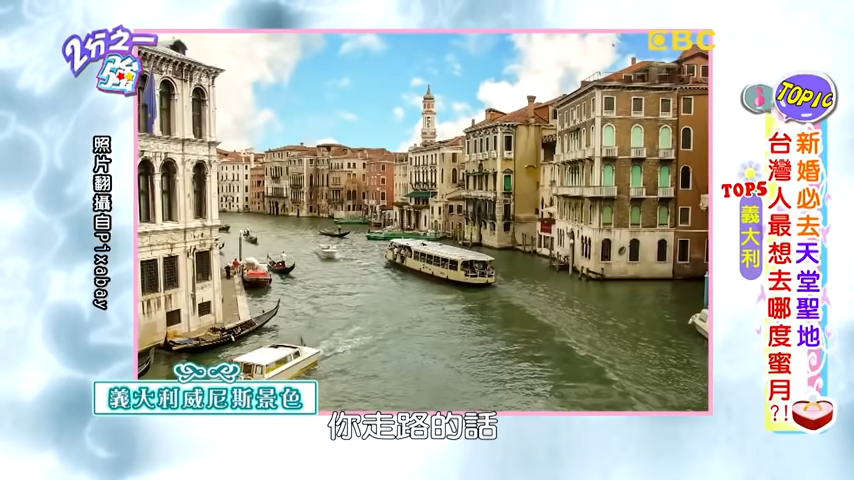 2分之一
強
EBC
TOPIC
新婚必去天堂聖地
台灣人最想去哪度蜜月?!
TOP5
義大利
照片翻攝自Pixabay
義大利威尼斯景色
你走路的話